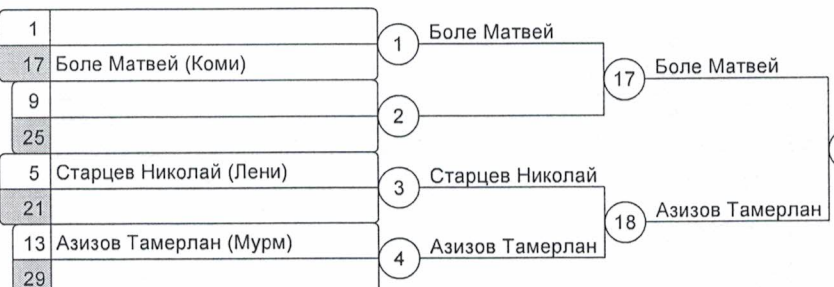 1
17 Боле Матвей (Коми)
9
25
5 Старцев Николай (Лени)
21
13 Азизов Тамерлан (Мурм)
29
1 Боле Матвей
2
3 Старцев Николай
4 Азизов Тамерлан
17 Боле Матвей
18 Азизов Тамерлан